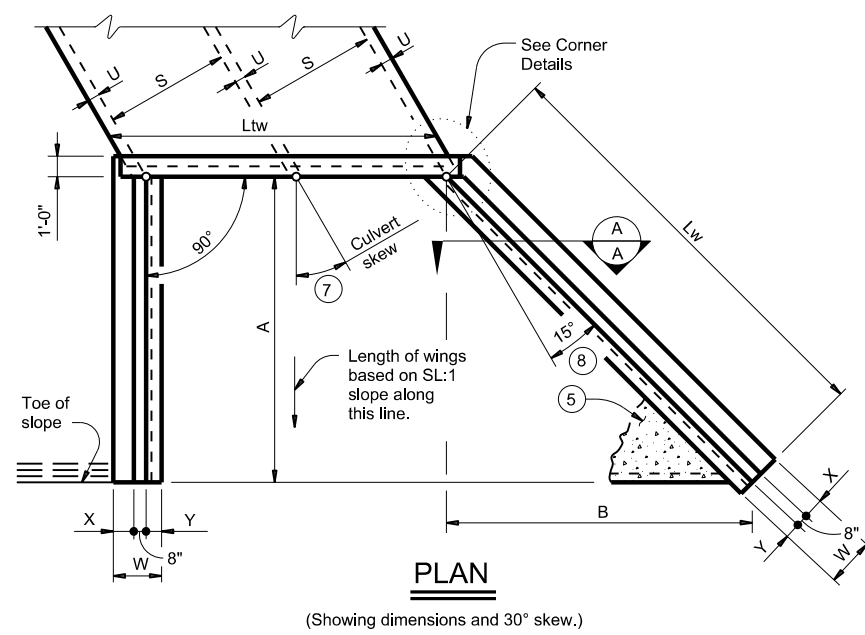 See Corner
Details
U
S
U
S
U
Ltw
1'-0"
90°
Culvert
skew
7
A
A
A
Lw
15°
8
Length of wings
based on SL:1
slope along
this line.
5
Toe of
slope
X
Y
8"
W
B
X
8"
Y
W
PLAN
(Showing dimensions and 30° skew.)